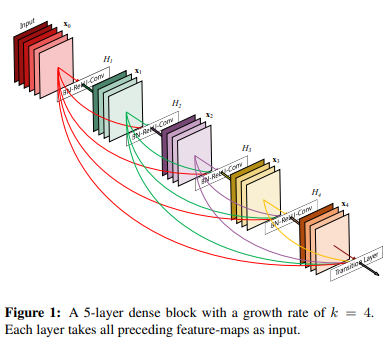 Input
x0
H1
x1
BN-ReLU-Conv
H2
x2
BN-ReLU-Conv
H3
x3
BN-ReLU-Conv
H4
x4
BN-ReLU-Conv
Transition Layer
Figure 1: A 5-layer dense block with a growth rate of k = 4.
Each layer takes all preceding feature-maps as input.